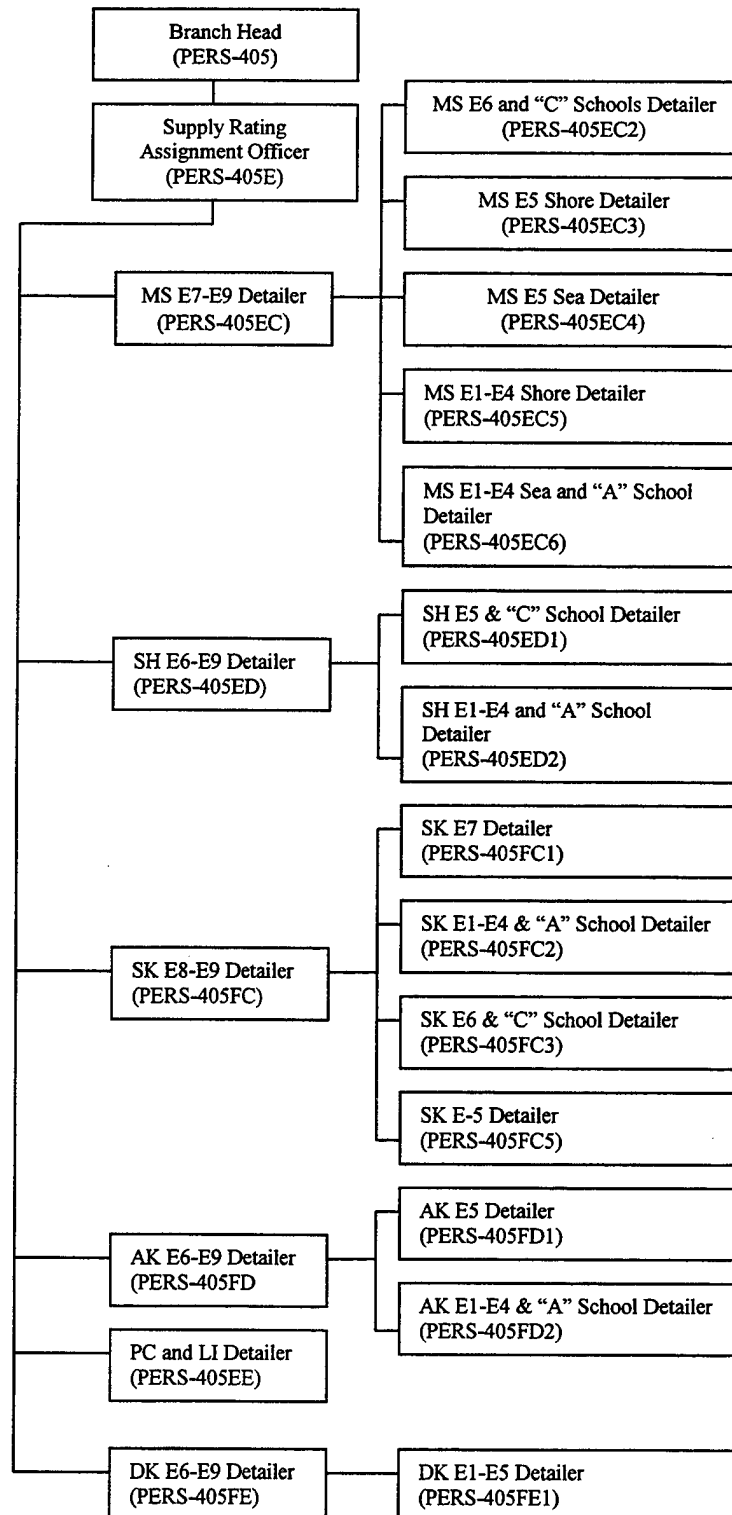 Branch Head
(PERS-405)
Supply Rating
Assignment Officer
(PERS-405E)
MS E7-E9 Detailer
(PERS-405EC)
MS E6 and “C” Schools Detailer
(PERS-405EC2)
MS E5 Shore Detailer
(PERS-405EC3)
MS E5 Sea Detailer
(PERS-405EC4)
MS E1-E4 Shore Detailer
(PERS-405EC5)
MS E1-E4 Sea and “A” School
Detailer
(PERS-405EC6)
SH E6-E9 Detailer
(PERS-405ED)
SH E5 & “C” School Detailer
(PERS-405ED1)
SH E1-E4 and “A” School
Detailer
(PERS-405ED2)
SK E8-E9 Detailer
(PERS-405FC)
SK E7 Detailer
(PERS-405FC1)
SK E1-E4 & “A” School Detailer
(PERS-405FC2)
SK E6 & “C” School Detailer
(PERS-405FC3)
SK E-5 Detailer
(PERS-405FC5)
AK E6-E9 Detailer
(PERS-405FD
AK E5 Detailer
(PERS-405FD1)
AK E1-E4 & “A” School Detailer
(PERS-405FD2)
PC and LI Detailer
(PERS-405EE)
DK E6-E9 Detailer
(PERS-405FE)
DK E1-E5 Detailer
(PERS-405FE1)